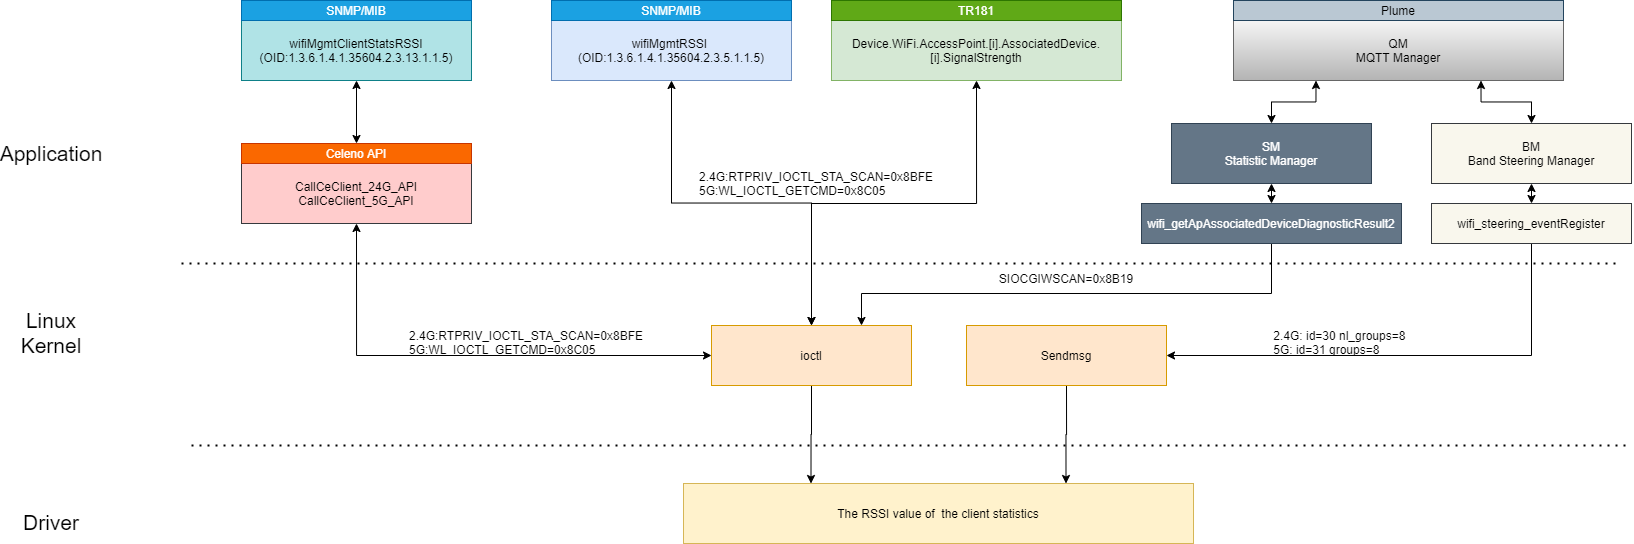 SNMP/MIB
wifiMgmtClientStatsRSSI
(OID:1.3.6.1.4.1.35604.2.3.13.1.1.5)
SNMP/MIB
wifiMgmtRSSI
(OID:1.3.6.1.4.1.35604.2.3.5.1.1.5)
TR181
Device.WiFi.AccessPoint.[i].AssociatedDevice.
[i].SignalStrength
Plume
QM
MQTT Manager
Application
Celeno API
CallCeClient_24G_API
CallCeClient_5G_API
2.4G:RTPRIV_IOCTL_STA_SCAN=0x8BFE
5G:WL_IOCTL_GETCMD=0x8C05
SM
Statistic Manager
BM
Band Steering Manager
wifi_getApAssociatedDeviceDiagnosticResult2
wifi_steering_eventRegister
SIOCGIWSCAN=0x8B19
Linux
Kernel
2.4G:RTPRIV_IOCTL_STA_SCAN=0x8BFE
5G:WL_IOCTL_GETCMD=0x8C05
ioctl
Sendmsg
2.4G: id=30 nl_groups=8
5G: id=31 groups=8
Driver
The RSSI value of the client statistics